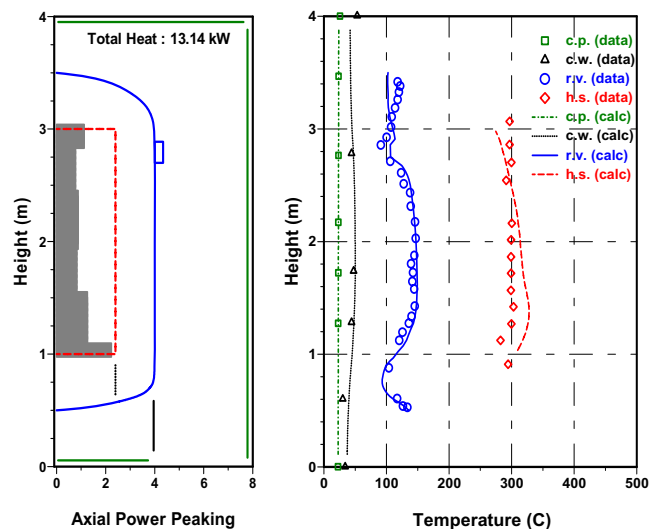 Total Heat : 13.14 kW
Height (m)
4
3
2
1
0
0
2
4
6
8
Axial Power Peaking
c.p. (data)
c.w. (data)
r.v. (data)
h.s. (data)
c.p. (calc)
c.w. (calc)
r.v. (calc)
h.s. (calc)
Height (m)
4
3
2
1
0
0
100
200
300
400
500
Temperature (C)